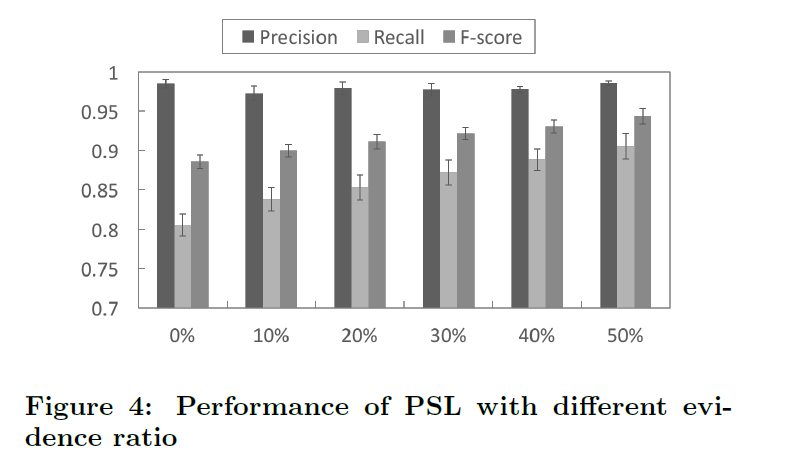 Precision Recall F-score
1
0.95
0.9
0.85
0.8
0.75
0.7
0% 10% 20% 30% 40% 50%
Figure 4: Performance of PSL with different evi-
dence ratio